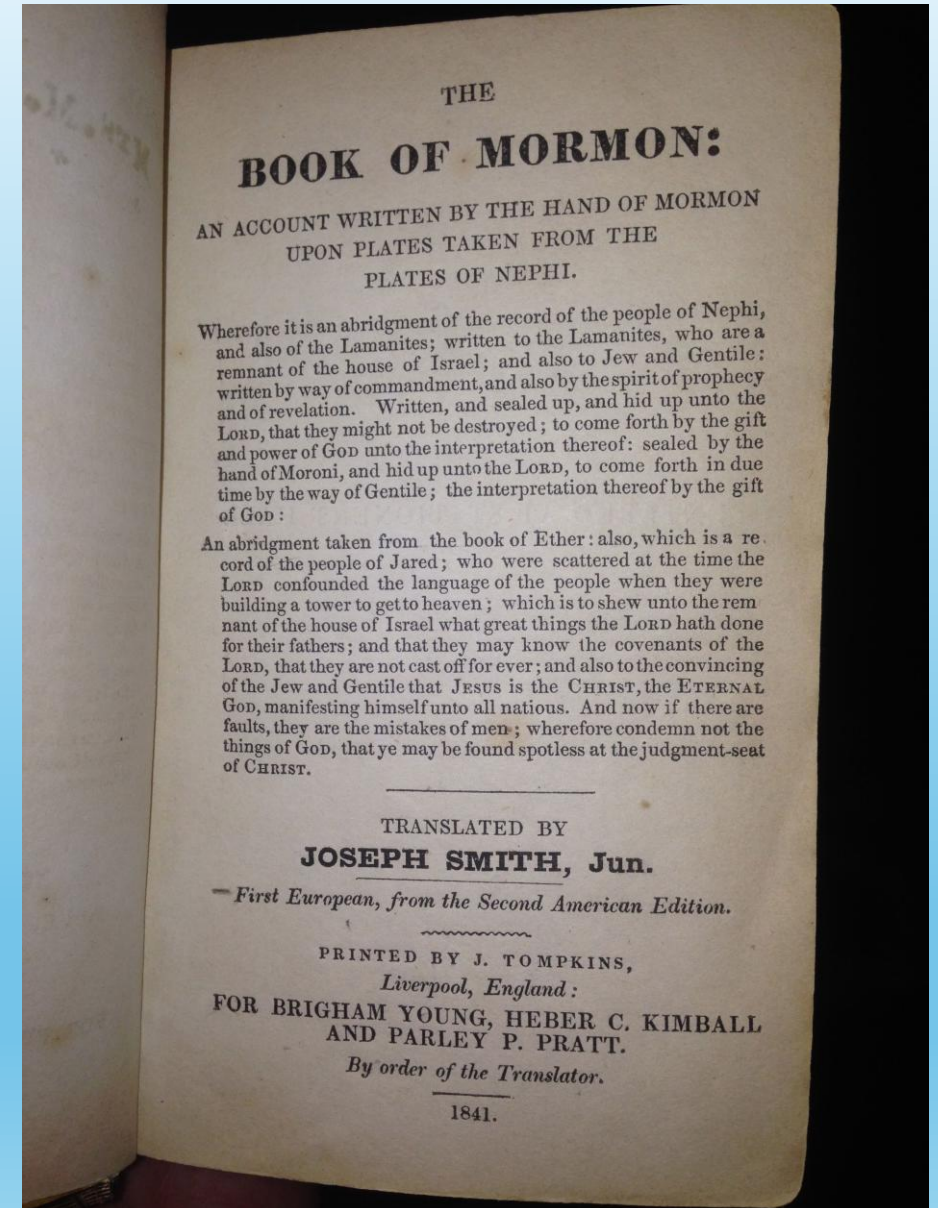 THE
BOOK OF MORMON:
AN ACCOUNT WRITTEN BY THE HAND OF MORMON
UPON PLATES TAKEN FROM THE
PLATES OF NEPHI.
Wherefore it is an abridgment of the record of the people of Nephi,
and also of the Lamanites; written to the Lamanites, who are a
remnant of the house of Israel; and also to Jew and Gentile:
written by way of commandment, and also by the spirit of prophecy
and of revelation. Written, and sealed up, and hid up unto the
LORD, that they might not be destroyed; to come forth by the gift
and power of GOD unto the interpretation thereof: sealed by the
hand of Moroni, and hid up unto the LORD, to come forth in due
time by the way of Gentile; the interpretation thereof by the gift
of GOD:
An abridgment taken from the book of Ether: also, which is a re.
cord of the people of Jared; who were scattered at the time the
LORD confounded the language of the people when they were
building a tower to get to heaven; which is to shew unto the rem
nant of the house of Israel what great things the LORD hath done
for their fathers; and that they may know the covenants of the
LORD, that they are not cast off for ever; and also to the convincing
of the Jew and Gentile that JESUS is the CHRIST, the ETERNAL
GOD, manifesting himself unto all natious. And now if there are
faults, they are the mistakes of men; wherefore condemn not the
things of GOD, that ye may be found spotless at the judgment-seat
of CHRIST.
TRANSLATED BY
JOSEPH SMITH, Jun.
First European, from the Second American Edition.
PRINTED BY J. TOMPKINS,
Liverpool, England:
FOR BRIGHAM YOUNG, HEBER C. KIMBALL
AND PARLEY P. PRATT.
By order of the Translator.
1841.